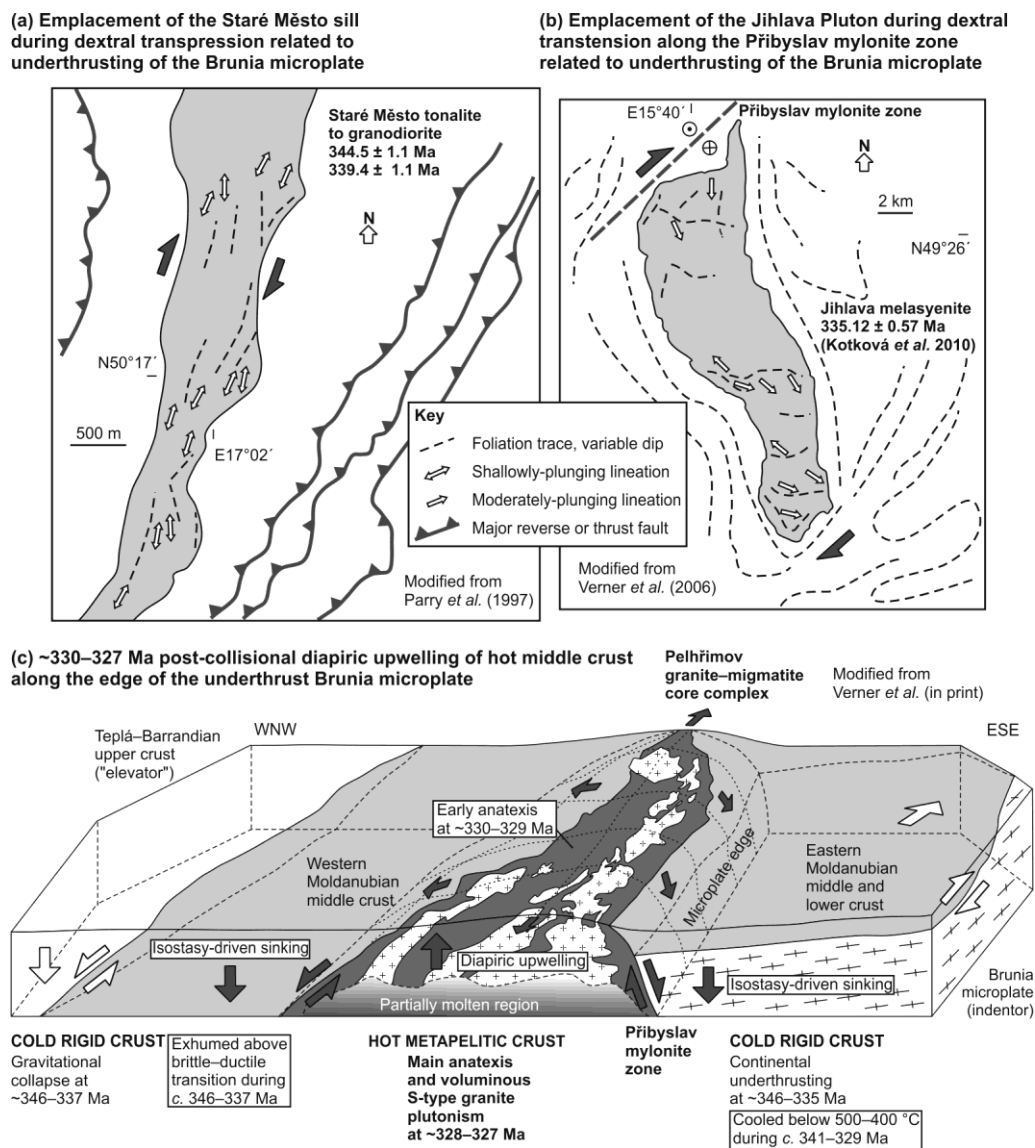 (a) Emplacement of the Staré Město sill
during dextral transpression related to
underthrusting of the Brunia microplate
Staré Město tonalite
to granodiorite
344.5 ± 1.1 Ma
339.4 ± 1.1 Ma
N
N50°17´
500 m
E17°02´
Modified from
Parry et al. (1997)
(b) Emplacement of the Jihlava Pluton during dextral
transtension along the Přibyslav mylonite zone
related to underthrusting of the Brunia microplate
E15°40´
Přibyslav mylonite zone
N
2 km
N49°26´
Jihlava melasyenite
335.12 ± 0.57 Ma
(Kotková et al. 2010)
Modified from
Verner et al. (2006)
Key
Foliation trace, variable dip
Shallowly-plunging lineation
Moderately-plunging lineation
Major reverse or thrust fault
(c) ~330–327 Ma post-collisional diapiric upwelling of hot middle crust
along the edge of the underthrust Brunia microplate
Pelhřimov
granite–migmatite
core complex
Modified from
Verner et al. (in print)
Teplá–Barrandian
upper crust
("elevator")
WNW
ESE
Early anatexis
at ~330–329 Ma
Western
Moldanubian
middle crust
Microplate edge
Eastern
Moldanubian
middle and
lower crust
Isostasy-driven sinking
Diapiric upwelling
Isostasy-driven sinking
Partially molten region
Brunia
microplate
(indentor)
Přibyslav
mylonite
zone
COLD RIGID CRUST
Gravitational
collapse at
~346–337 Ma
Exhumed above
brittle–ductile
transition during
c. 346–337 Ma
HOT METAPELITIC CRUST
Main anatexis
and voluminous
S-type granite
plutonism
at ~328–327 Ma
COLD RIGID CRUST
Continental
underthrusting
at ~346–335 Ma
Cooled below 500–400 °C
during c. 341–329 Ma